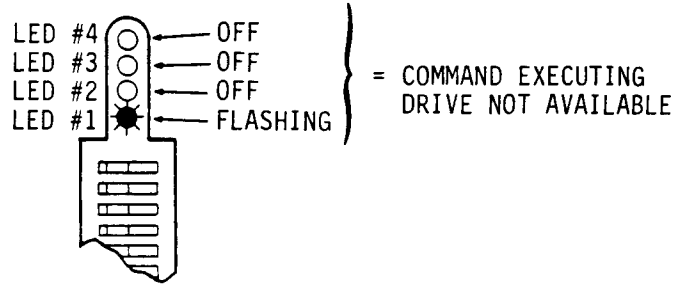 LED #4 OFF
LED #3 OFF
LED #2 OFF
LED #1 FLASHING
= COMMAND EXECUTING
DRIVE NOT AVAILABLE